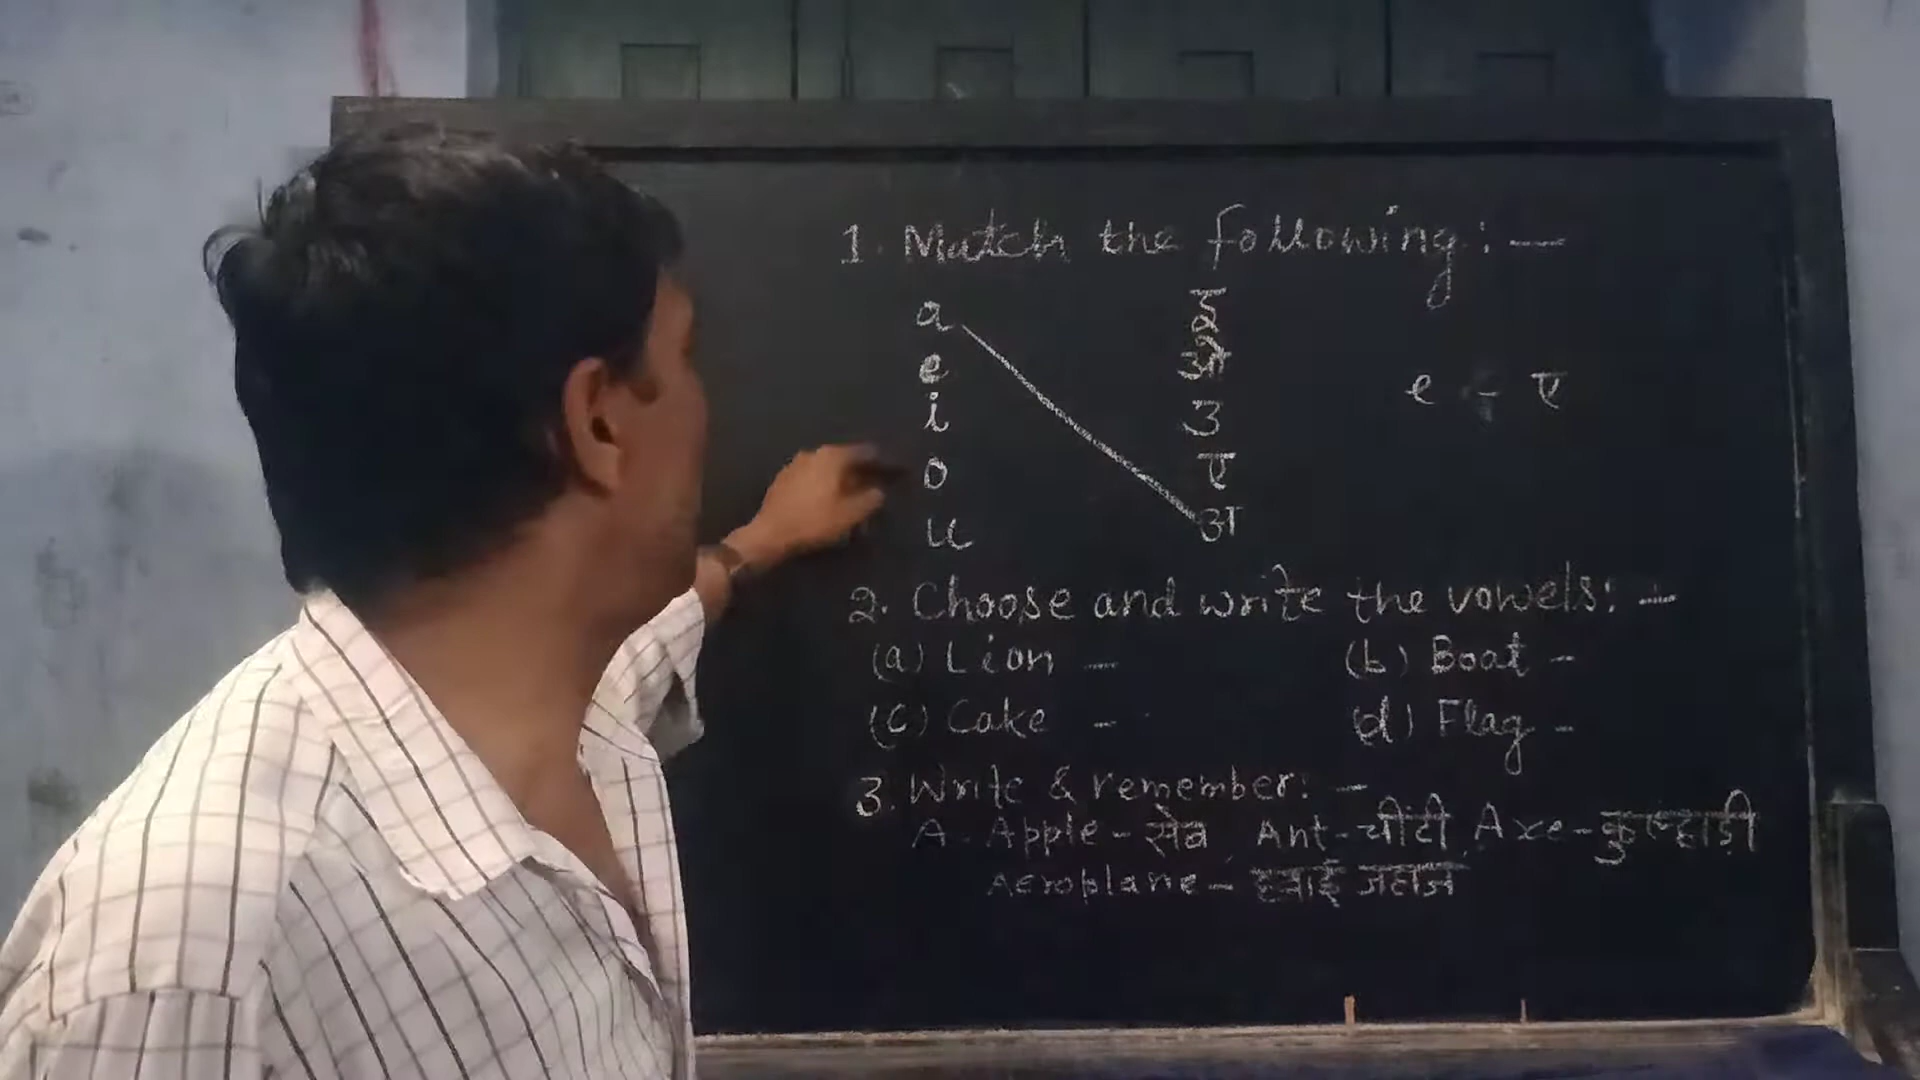 1. Match the following: —
a इ
e ओ e ए
i उ
o ए
u अ
2. Choose and write the vowels: —
(a) Lion — (b) Boat -
(c) Cake - (d) Flag -
3. Write & remember: -
A - Apple - सेब, Ant - चींटी, Axe - कुल्हाड़ी
Aeroplane - हवाई जहाज